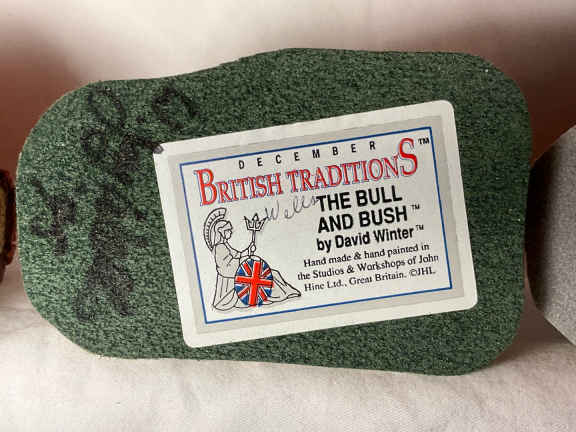 DECEMBER
BRITISH TRADITIONS™
Wells
THE BULL
AND BUSH™
by David Winter™
Hand made & hand painted in
the Studios & Workshops of John
Hine Ltd., Great Britain. ©JHL